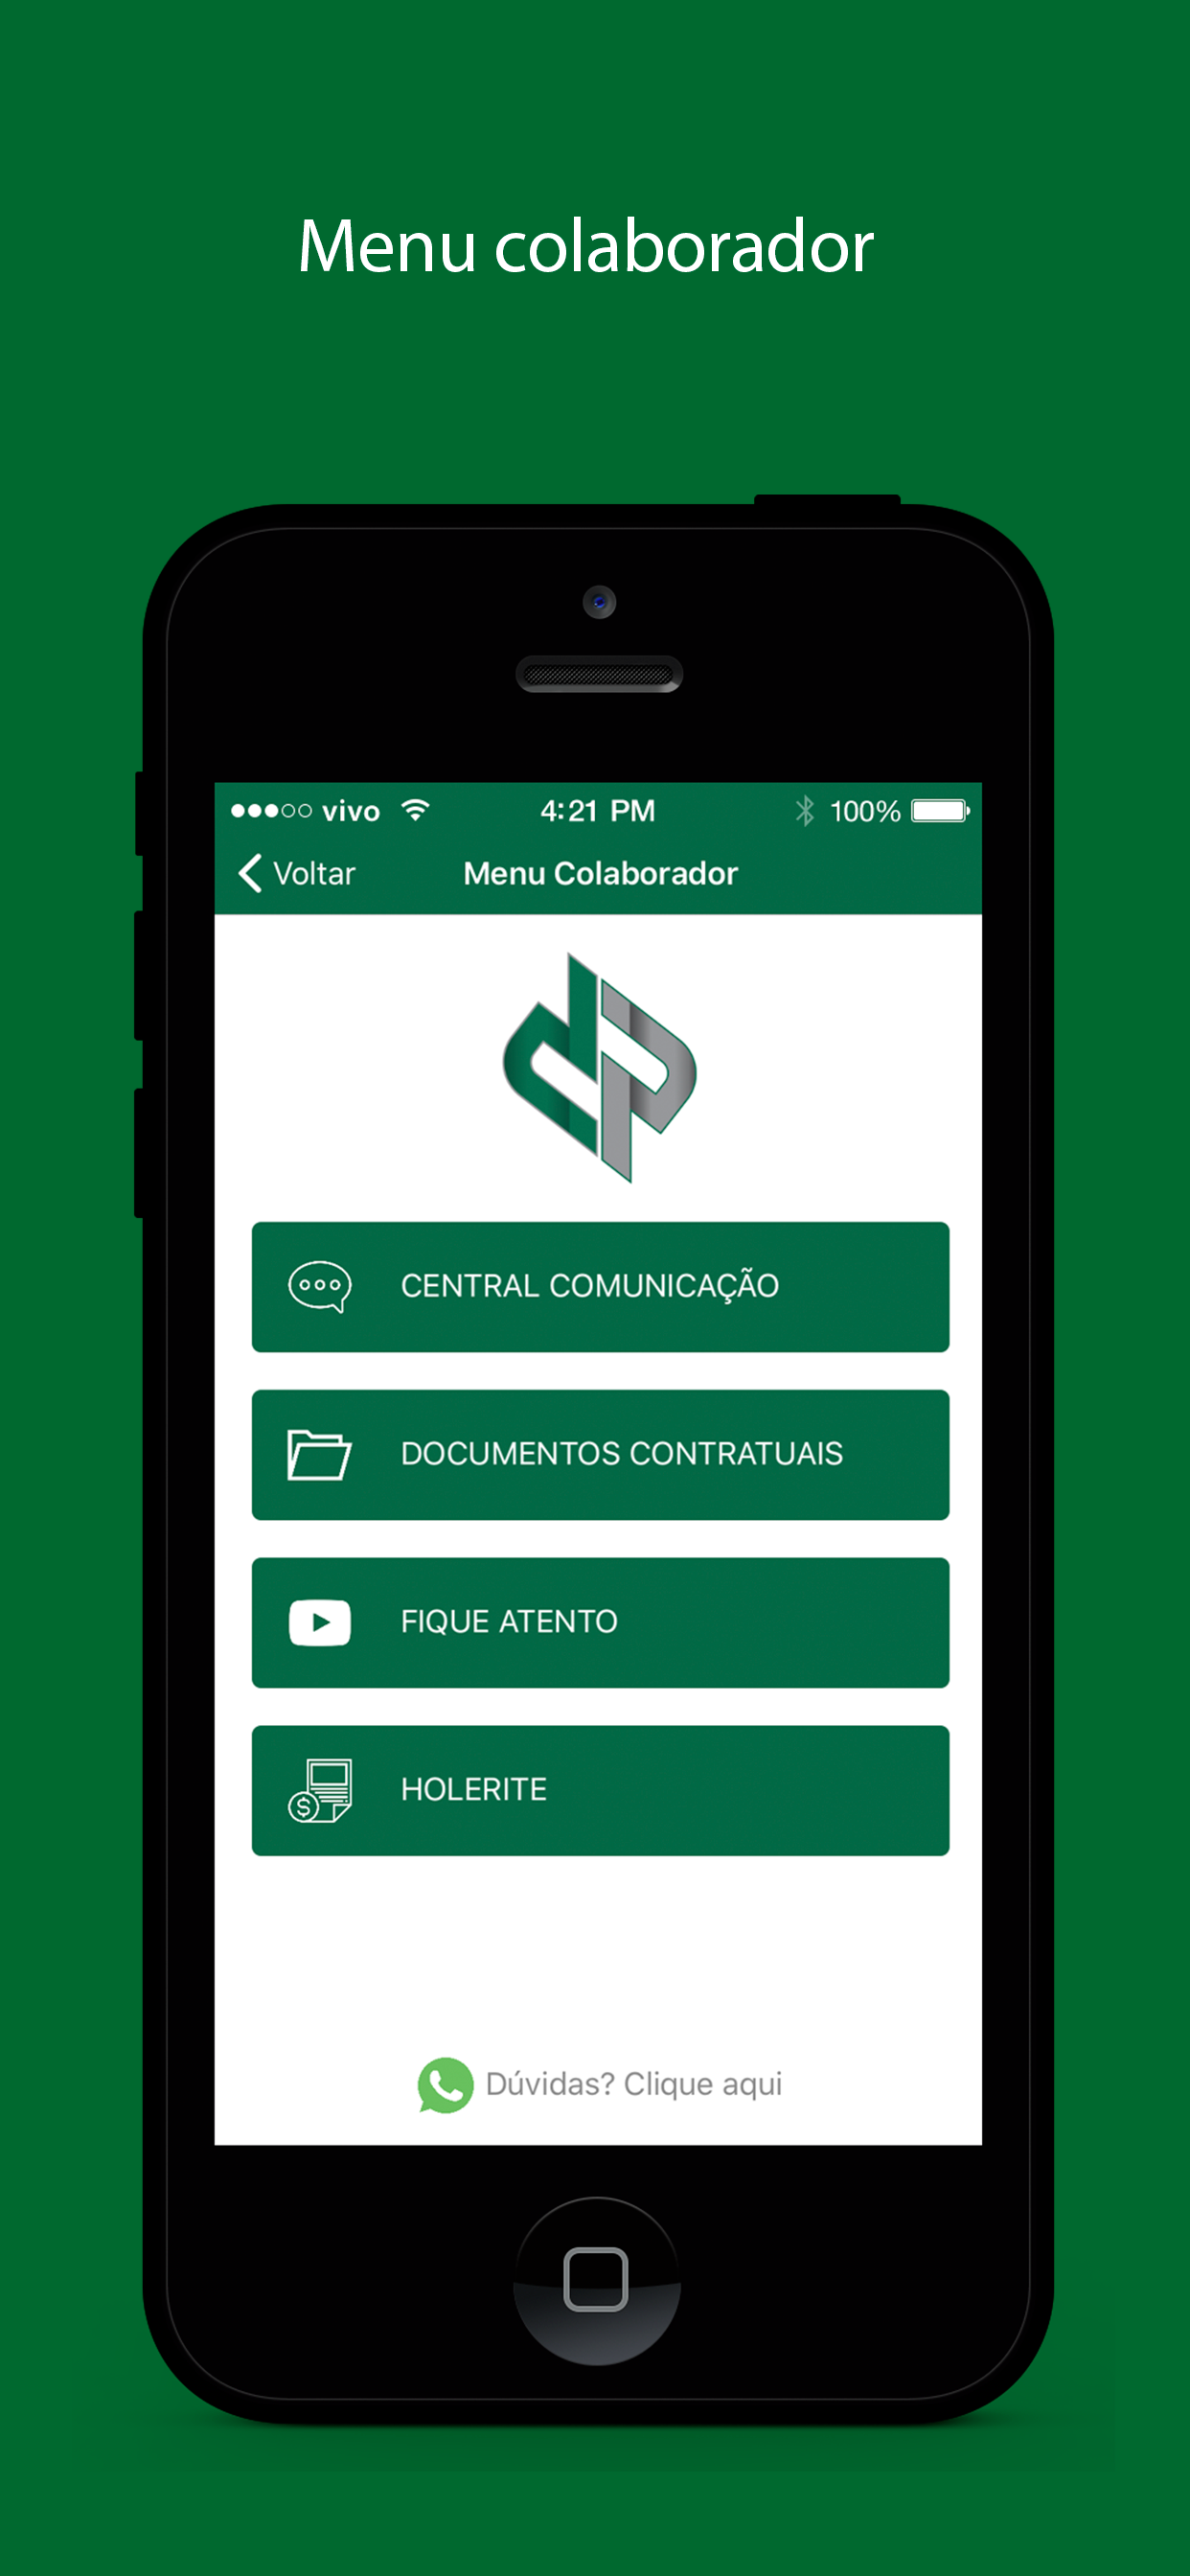 Menu colaborador
vivo 4:21 PM 100%
Voltar Menu Colaborador
dp
CENTRAL COMUNICAÇÃO
DOCUMENTOS CONTRATUAIS
FIQUE ATENTO
HOLERITE
Dúvidas? Clique aqui